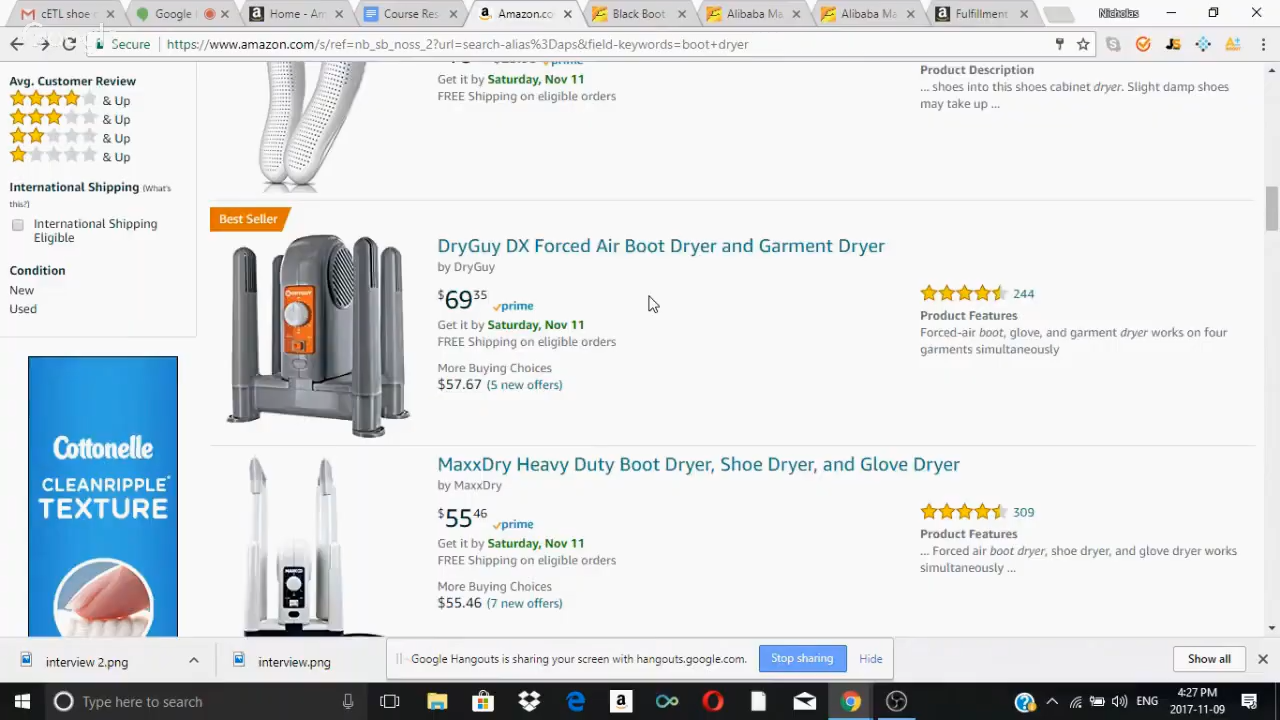 cETL shoe
Google
Home - Am
Course Res
Amazon.co
Black Boot
Alibaba Ma
Alibaba Ma
Fulfillment
Nicholas
Secure
https://www.amazon.com/s/ref=nb_sb_noss_2?url=search-alias%3Daps&field-keywords=boot+dryer
Avg. Customer Review
& Up
& Up
& Up
& Up
International Shipping (What's
this?)
International Shipping
Eligible
Condition
New
Used
Cottonelle
CLEANRIPPLE
TEXTURE
prime
Get it by Saturday, Nov 11
FREE Shipping on eligible orders
Product Description
... shoes into this shoes cabinet dryer. Slight damp shoes
may take up ...
Best Seller
DryGuy DX Forced Air Boot Dryer and Garment Dryer
by DryGuy
$69 35 prime
Get it by Saturday, Nov 11
FREE Shipping on eligible orders
More Buying Choices
$57.67 (5 new offers)
244
Product Features
Forced-air boot, glove, and garment dryer works on four
garments simultaneously
MaxxDry Heavy Duty Boot Dryer, Shoe Dryer, and Glove Dryer
by MaxxDry
$55 46 prime
Get it by Saturday, Nov 11
FREE Shipping on eligible orders
More Buying Choices
$55.46 (7 new offers)
309
Product Features
... Forced air boot dryer, shoe dryer, and glove dryer works
simultaneously ...
interview 2.png
interview.png
Google Hangouts is sharing your screen with hangouts.google.com.
Stop sharing
Hide
Show all
Type here to search
ENG
4:27 PM
2017-11-09